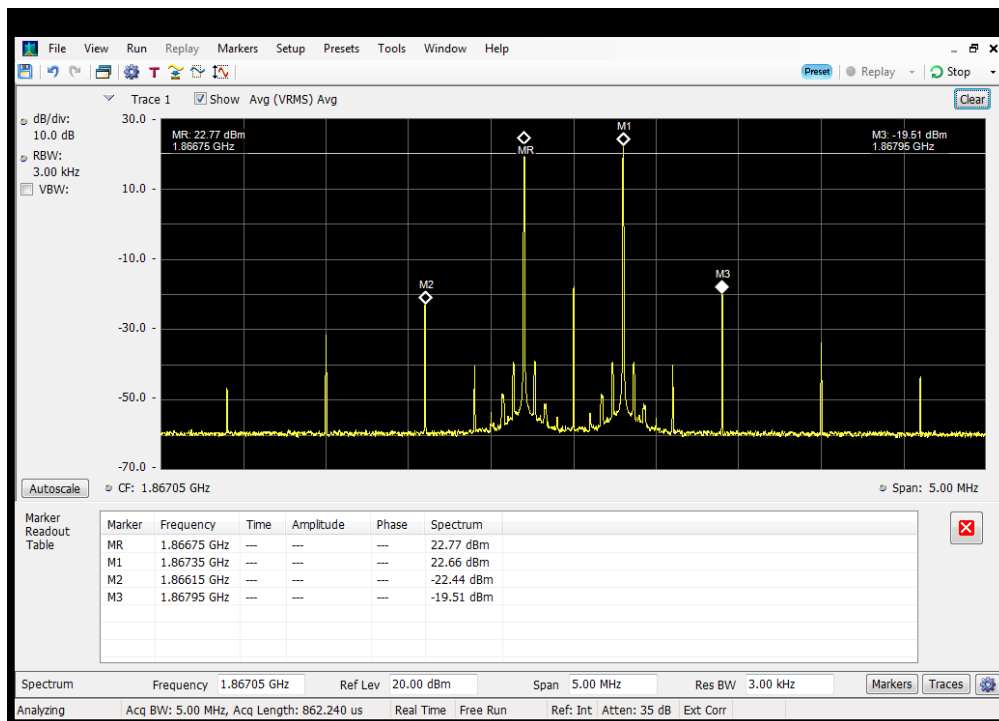 File View Run Replay Markers Setup Presets Tools Window Help
T Preset Replay Stop
Trace 1 Show Avg (VRMS) Avg Clear
dB/div:
10.0 dB
RBW:
3.00 kHz
VBW:
30.0 -
10.0 -
-10.0 -
-30.0 -
-50.0 -
-70.0 -
MR: 22.77 dBm
1.86675 GHz
M3: -19.51 dBm
1.86795 GHz
MR
M1
M2
M3
Autoscale CF: 1.86705 GHz Span: 5.00 MHz
Marker
Readout
Table
Marker Frequency Time Amplitude Phase Spectrum
MR 1.86675 GHz --- --- --- 22.77 dBm
M1 1.86735 GHz --- --- --- 22.66 dBm
M2 1.86615 GHz --- --- --- -22.44 dBm
M3 1.86795 GHz --- --- --- -19.51 dBm
Spectrum Frequency 1.86705 GHz Ref Lev 20.00 dBm Span 5.00 MHz Res BW 3.00 kHz Markers Traces
Analyzing Acq BW: 5.00 MHz, Acq Length: 862.240 us Real Time Free Run Ref: Int Atten: 35 dB Ext Corr